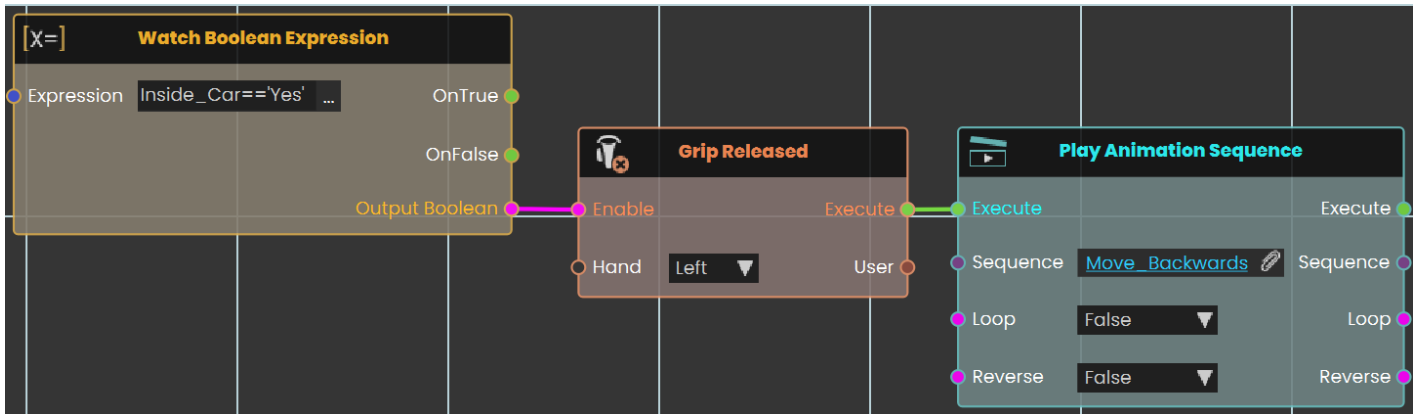 [X=] Watch Boolean Expression
Expression Inside_Car=='Yes' ... OnTrue
OnFalse
Output Boolean
Grip Released
Enable Execute
Hand Left User
Play Animation Sequence
Execute Execute
Sequence Move_Backwards Sequence
Loop False Loop
Reverse False Reverse